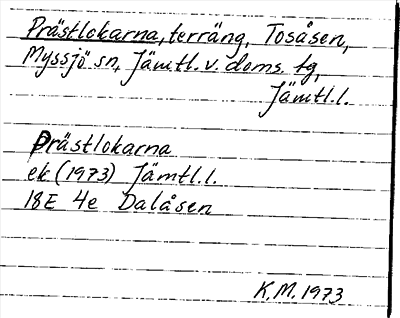 Prästlokarna, terräng, Tosåsen,
Myssjö sn, Jämtl. v. doms. tg,
Jämtl. l.
Prästlokarna
ek (1973) Jämtl. l.
18E 4e Dalåsen
K.M. 1973